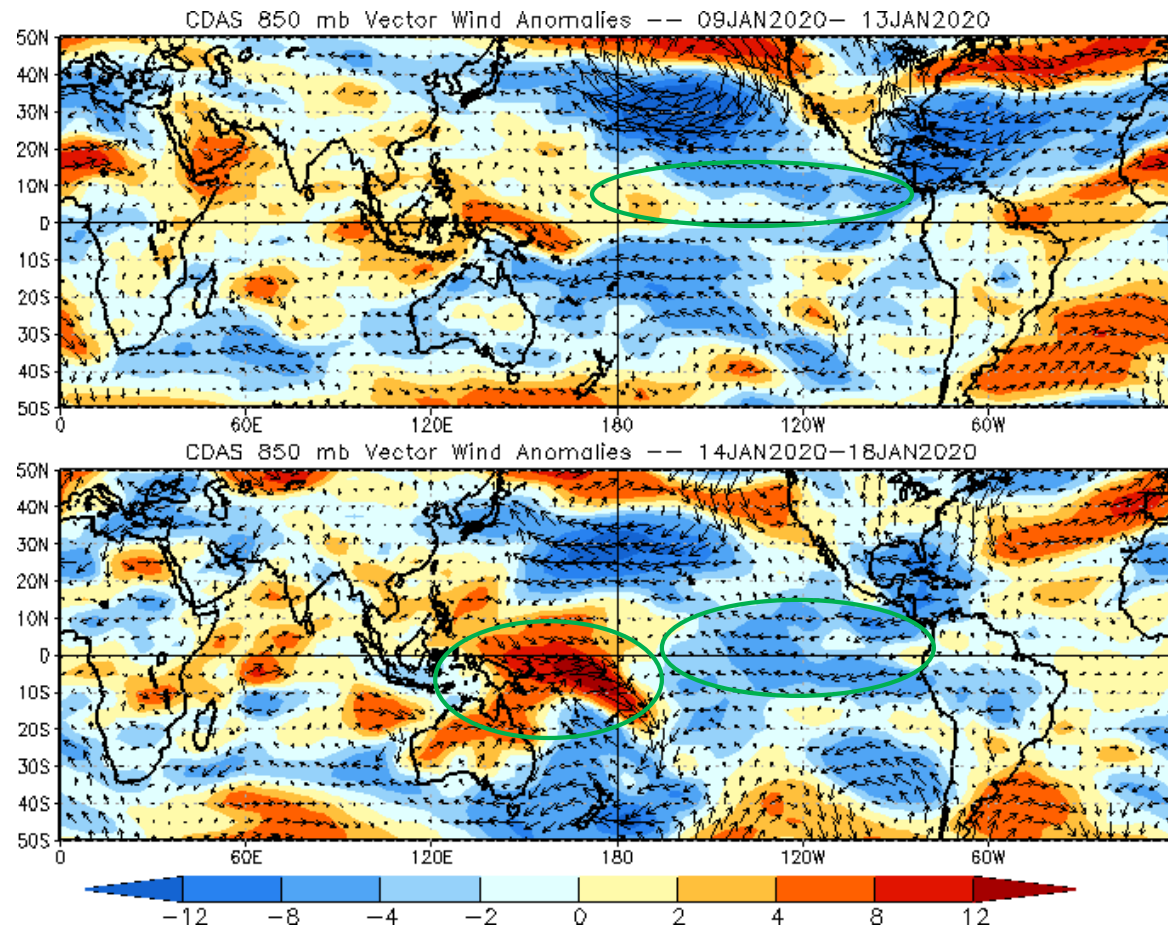 CDAS 850 mb Vector Wind Anomalies -- 09JAN2020- 13JAN2020
50N
40N
30N
20N
10N
0
10S
20S
30S
40S
50S
0 60E 120E 180 120W 60W
CDAS 850 mb Vector Wind Anomalies -- 14JAN2020-18JAN2020
50N
40N
30N
20N
10N
0
10S
20S
30S
40S
50S
0 60E 120E 180 120W 60W
-12 -8 -4 -2 0 2 4 8 12